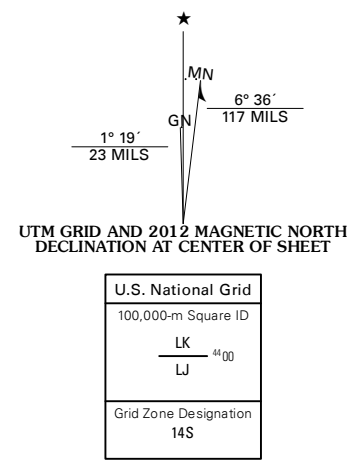 ★
MN
GN
6° 36´
117 MILS
1° 19´
23 MILS
UTM GRID AND 2012 MAGNETIC NORTH
DECLINATION AT CENTER OF SHEET
U.S. National Grid
100,000-m Square ID
LK
4400
LJ
Grid Zone Designation
14S